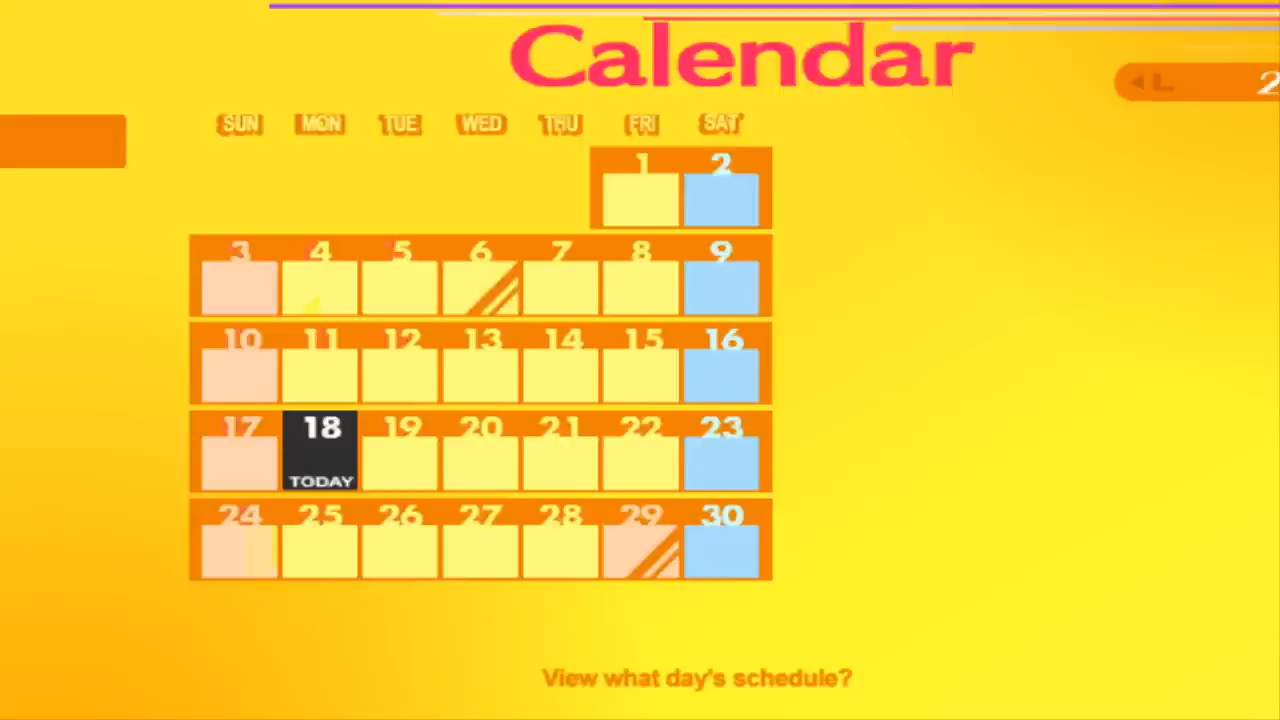 Calendar
L 2
SUN MON TUE WED THU FRI SAT
1 2
3 4 5 6 7 8 9
10 11 12 13 14 15 16
17 18 19 20 21 22 23
TODAY
24 25 26 27 28 29 30
View what day's schedule?